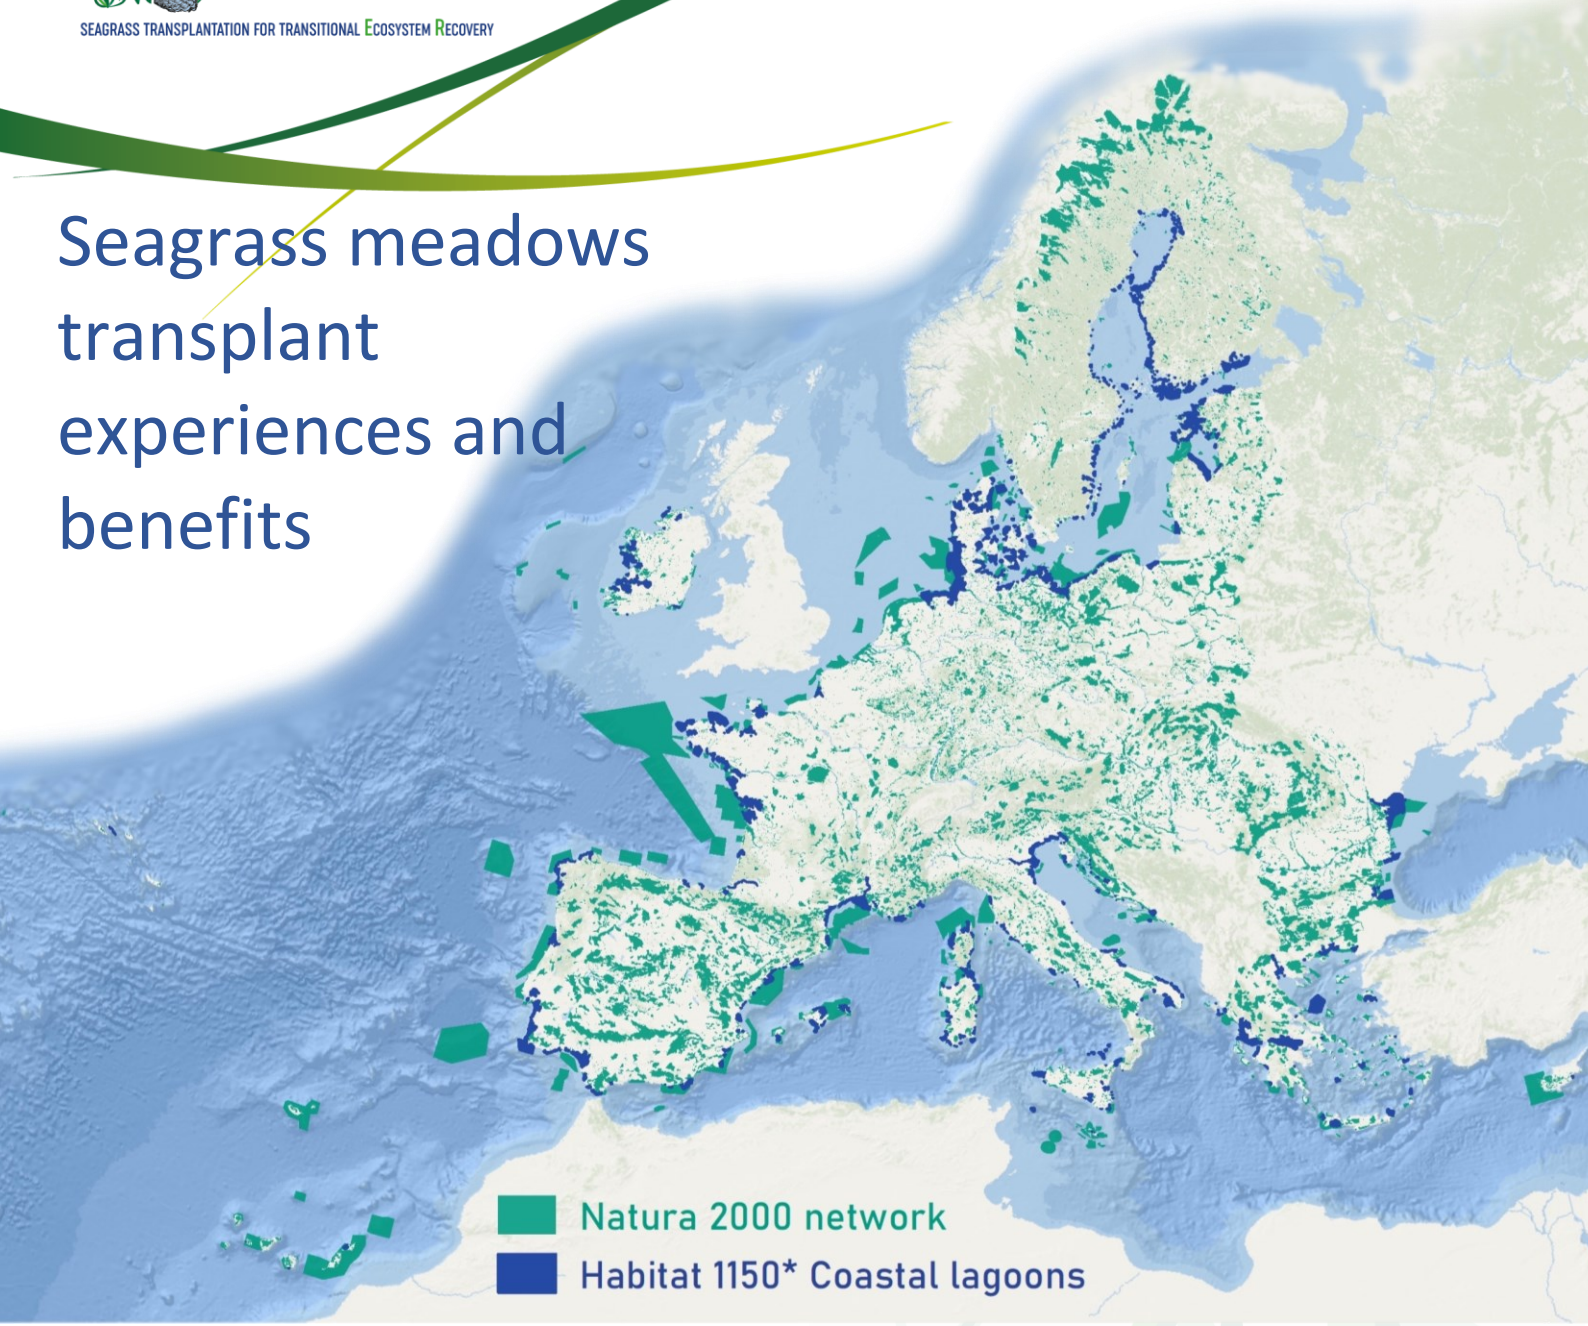 SEAGRASS TRANSPLANTATION FOR TRANSITIONAL ECOSYSTEM RECOVERY
Seagrass meadows
transplant
experiences and
benefits
Natura 2000 network
Habitat 1150* Coastal lagoons